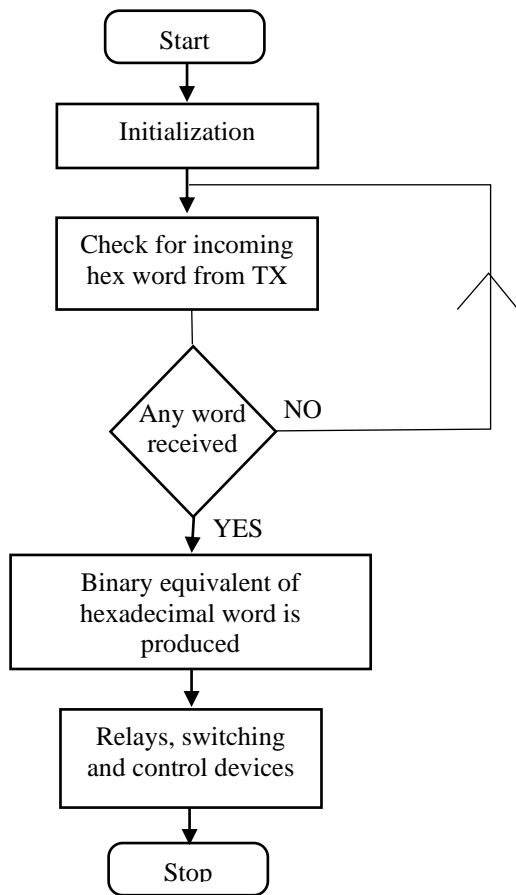 Start
Initialization
Check for incoming
hex word from TX
Any word
received
NO
YES
Binary equivalent of
hexadecimal word is
produced
Relays, switching
and control devices
Stop